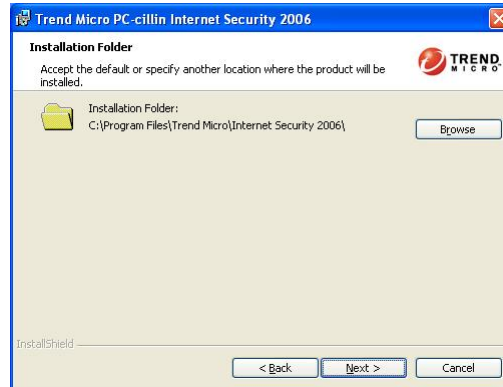 Trend Micro PC-cillin Internet Security 2006
Installation Folder
Accept the default or specify another location where the product will be
installed.
TREND
MICRO
Installation Folder:
C:\Program Files\Trend Micro\Internet Security 2006\
Browse
InstallShield
< Back
Next >
Cancel